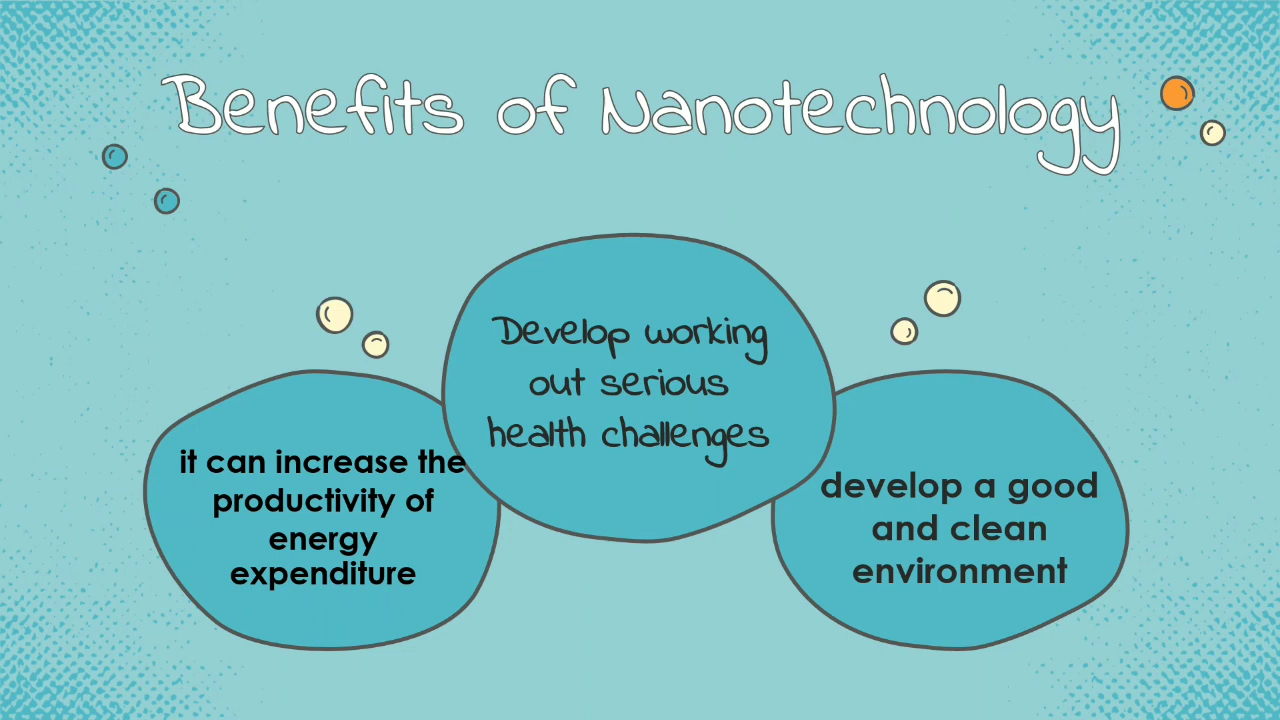 Benefits of Nanotechnology
Develop working
out serious
health challenges
it can increase the
productivity of
energy
expenditure
develop a good
and clean
environment